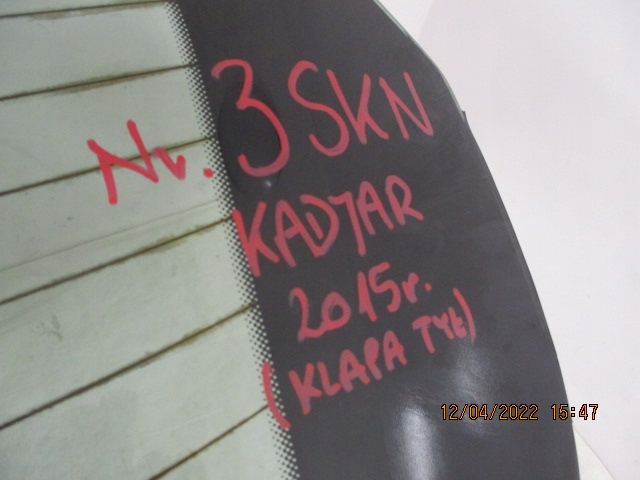 Nr. 3 SKN
KADJAR
2015r.
(KLAPA TYŁ)
12/04/2022 15:47